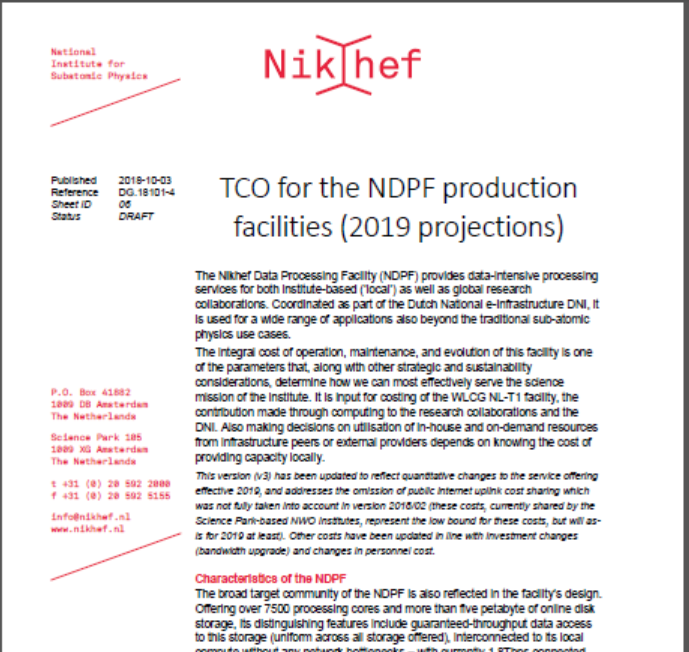 National
Institute for
Subatomic Physics
Nikhef
Published 2018-10-03
Reference DG.18101-4
Sheet ID 06
Status DRAFT
TCO for the NDPF production
facilities (2019 projections)
The Nikhef Data Processing Facility (NDPF) provides data-intensive processing
services for both institute-based ('local') as well as global research
collaborations. Coordinated as part of the Dutch National e-Infrastructure DNI, it
is used for a wide range of applications also beyond the traditional sub-atomic
physics use cases.
The integral cost of operation, maintenance, and evolution of this facility is one
of the parameters that, along with other strategic and sustainability
considerations, determine how we can most effectively serve the science
mission of the institute. It is input for costing of the WLCG NL-T1 facility, the
contribution made through computing to the research collaborations and the
DNI. Also making decisions on utilisation of in-house and on-demand resources
from infrastructure peers or external providers depends on knowing the cost of
providing capacity locally.
This version (v3) has been updated to reflect quantitative changes to the service offering
effective 2019, and addresses the omission of public internet uplink cost sharing which
was not fully taken into account in version 2018/02 (these costs, currently shared by the
Science Park-based NWO institutes, represent the low bound for these costs, but will as-
is for 2019 at least). Other costs have been updated in line with investment changes
(bandwidth upgrade) and changes in personnel cost.
P.O. Box 41882
1009 DB Amsterdam
The Netherlands
Science Park 105
1098 XG Amsterdam
The Netherlands
t +31 (0) 20 592 2000
f +31 (0) 20 592 5155
info@nikhef.nl
www.nikhef.nl
Characteristics of the NDPF
The broad target community of the NDPF is also reflected in the facility's design.
Offering over 7500 processing cores and more than five petabyte of online disk
storage, its distinguishing features include guaranteed-throughput data access
to this storage (uniform across all storage offered), interconnected to its local
compute without any network bottlenecks – with currently 1.8Tbps connected